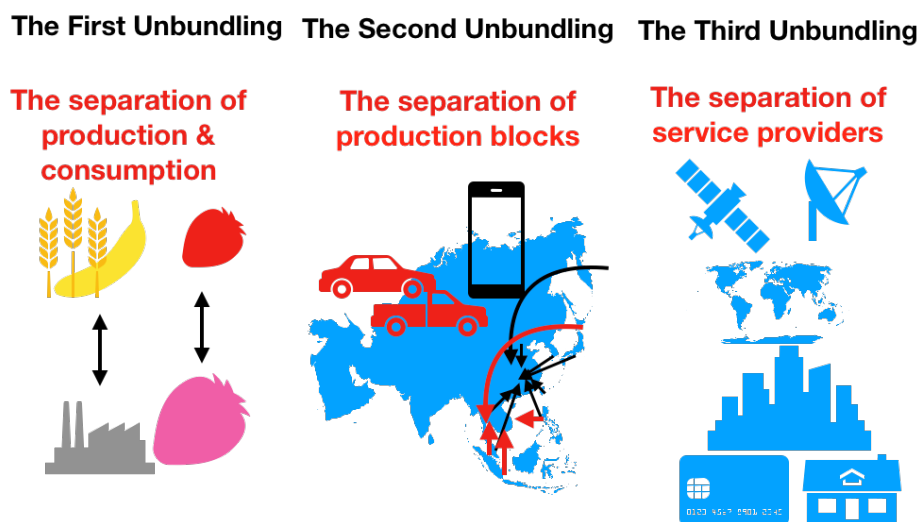 The First Unbundling
The Second Unbundling
The Third Unbundling
The separation of
production &
consumption
The separation of
production blocks
The separation of
service providers